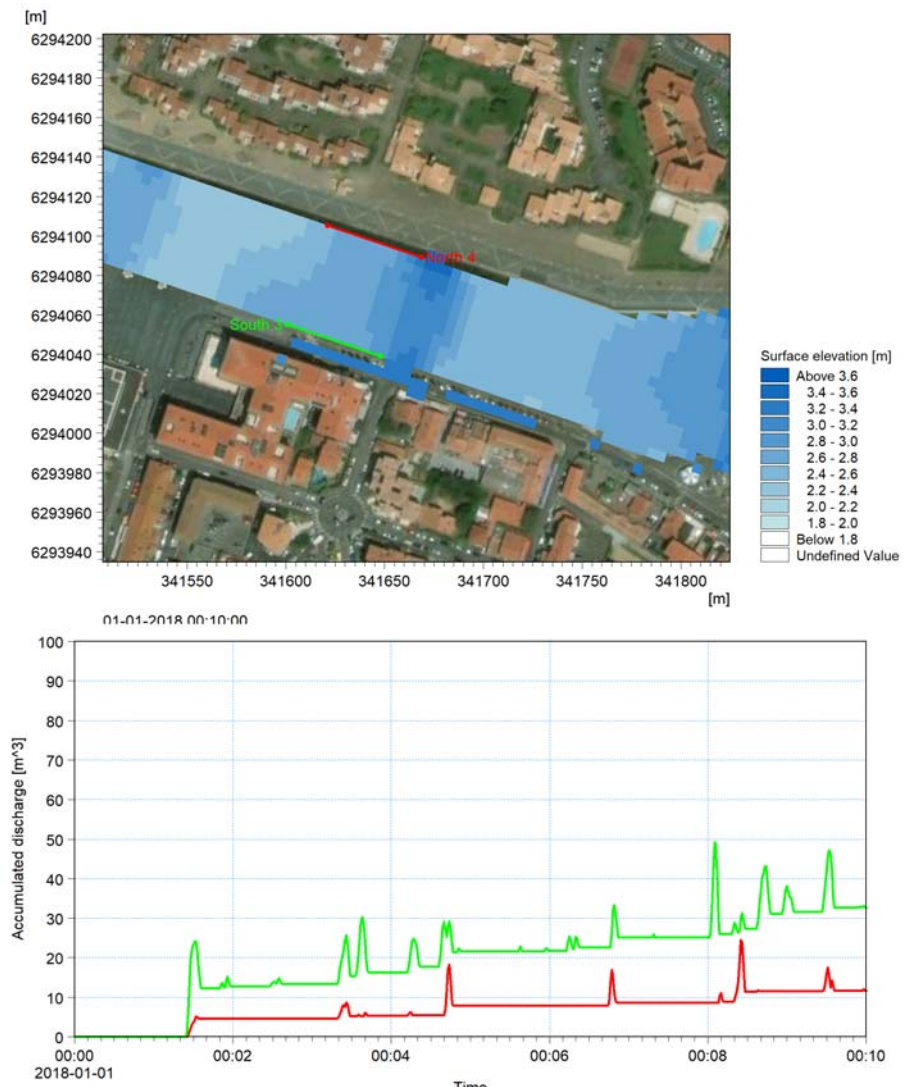 [m]
6294200
6294180
6294160
6294140
6294120
6294100
6294080
6294060
6294040
6294020
6294000
6293980
6293960
6293940
North 4
South 3
341550 341600 341650 341700 341750 341800
[m]
Surface elevation [m]
Above 3.6
3.4 - 3.6
3.2 - 3.4
3.0 - 3.2
2.8 - 3.0
2.6 - 2.8
2.4 - 2.6
2.2 - 2.4
2.0 - 2.2
1.8 - 2.0
Below 1.8
Undefined Value
01-01-2018 00:10:00
Accumulated discharge [m^3]
100
90
80
70
60
50
40
30
20
10
0
00:00 00:02 00:04 00:06 00:08 00:10
2018-01-01
Time